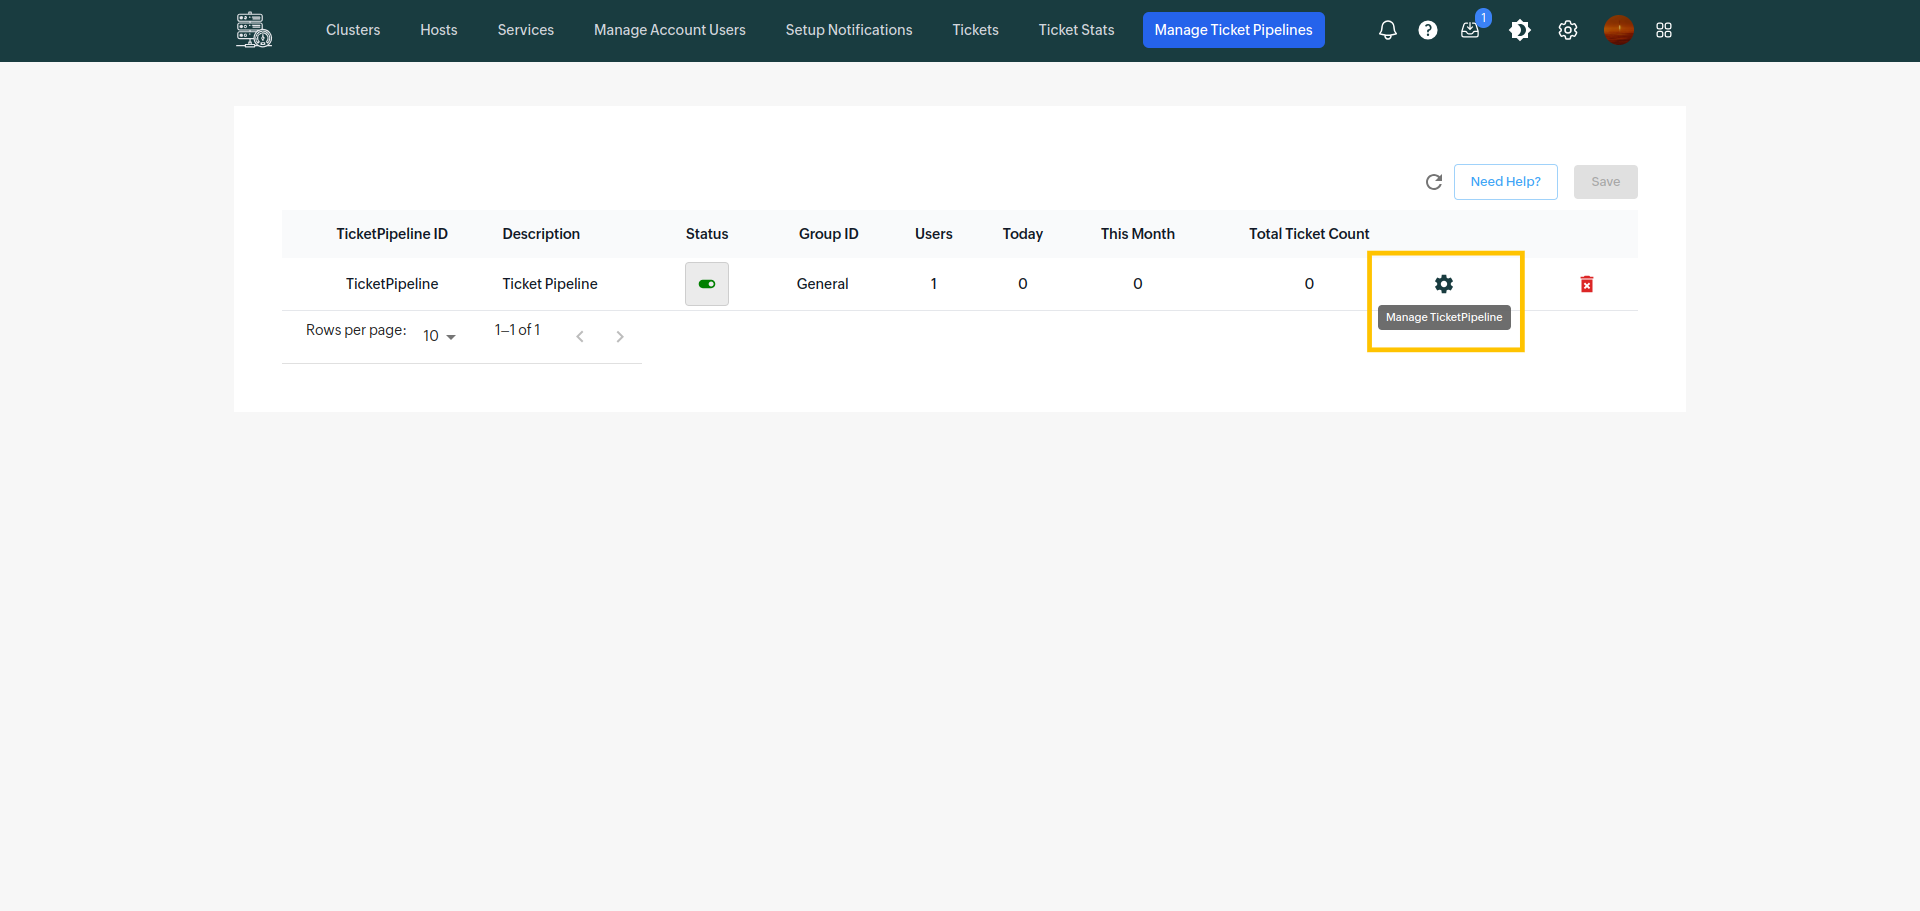 Clusters Hosts Services Manage Account Users Setup Notifications Tickets Ticket Stats Manage Ticket Pipelines 1
Need Help? Save
TicketPipeline ID Description Status Group ID Users Today This Month Total Ticket Count
TicketPipeline Ticket Pipeline General 1 0 0 0
Manage TicketPipeline
Rows per page: 10 1–1 of 1